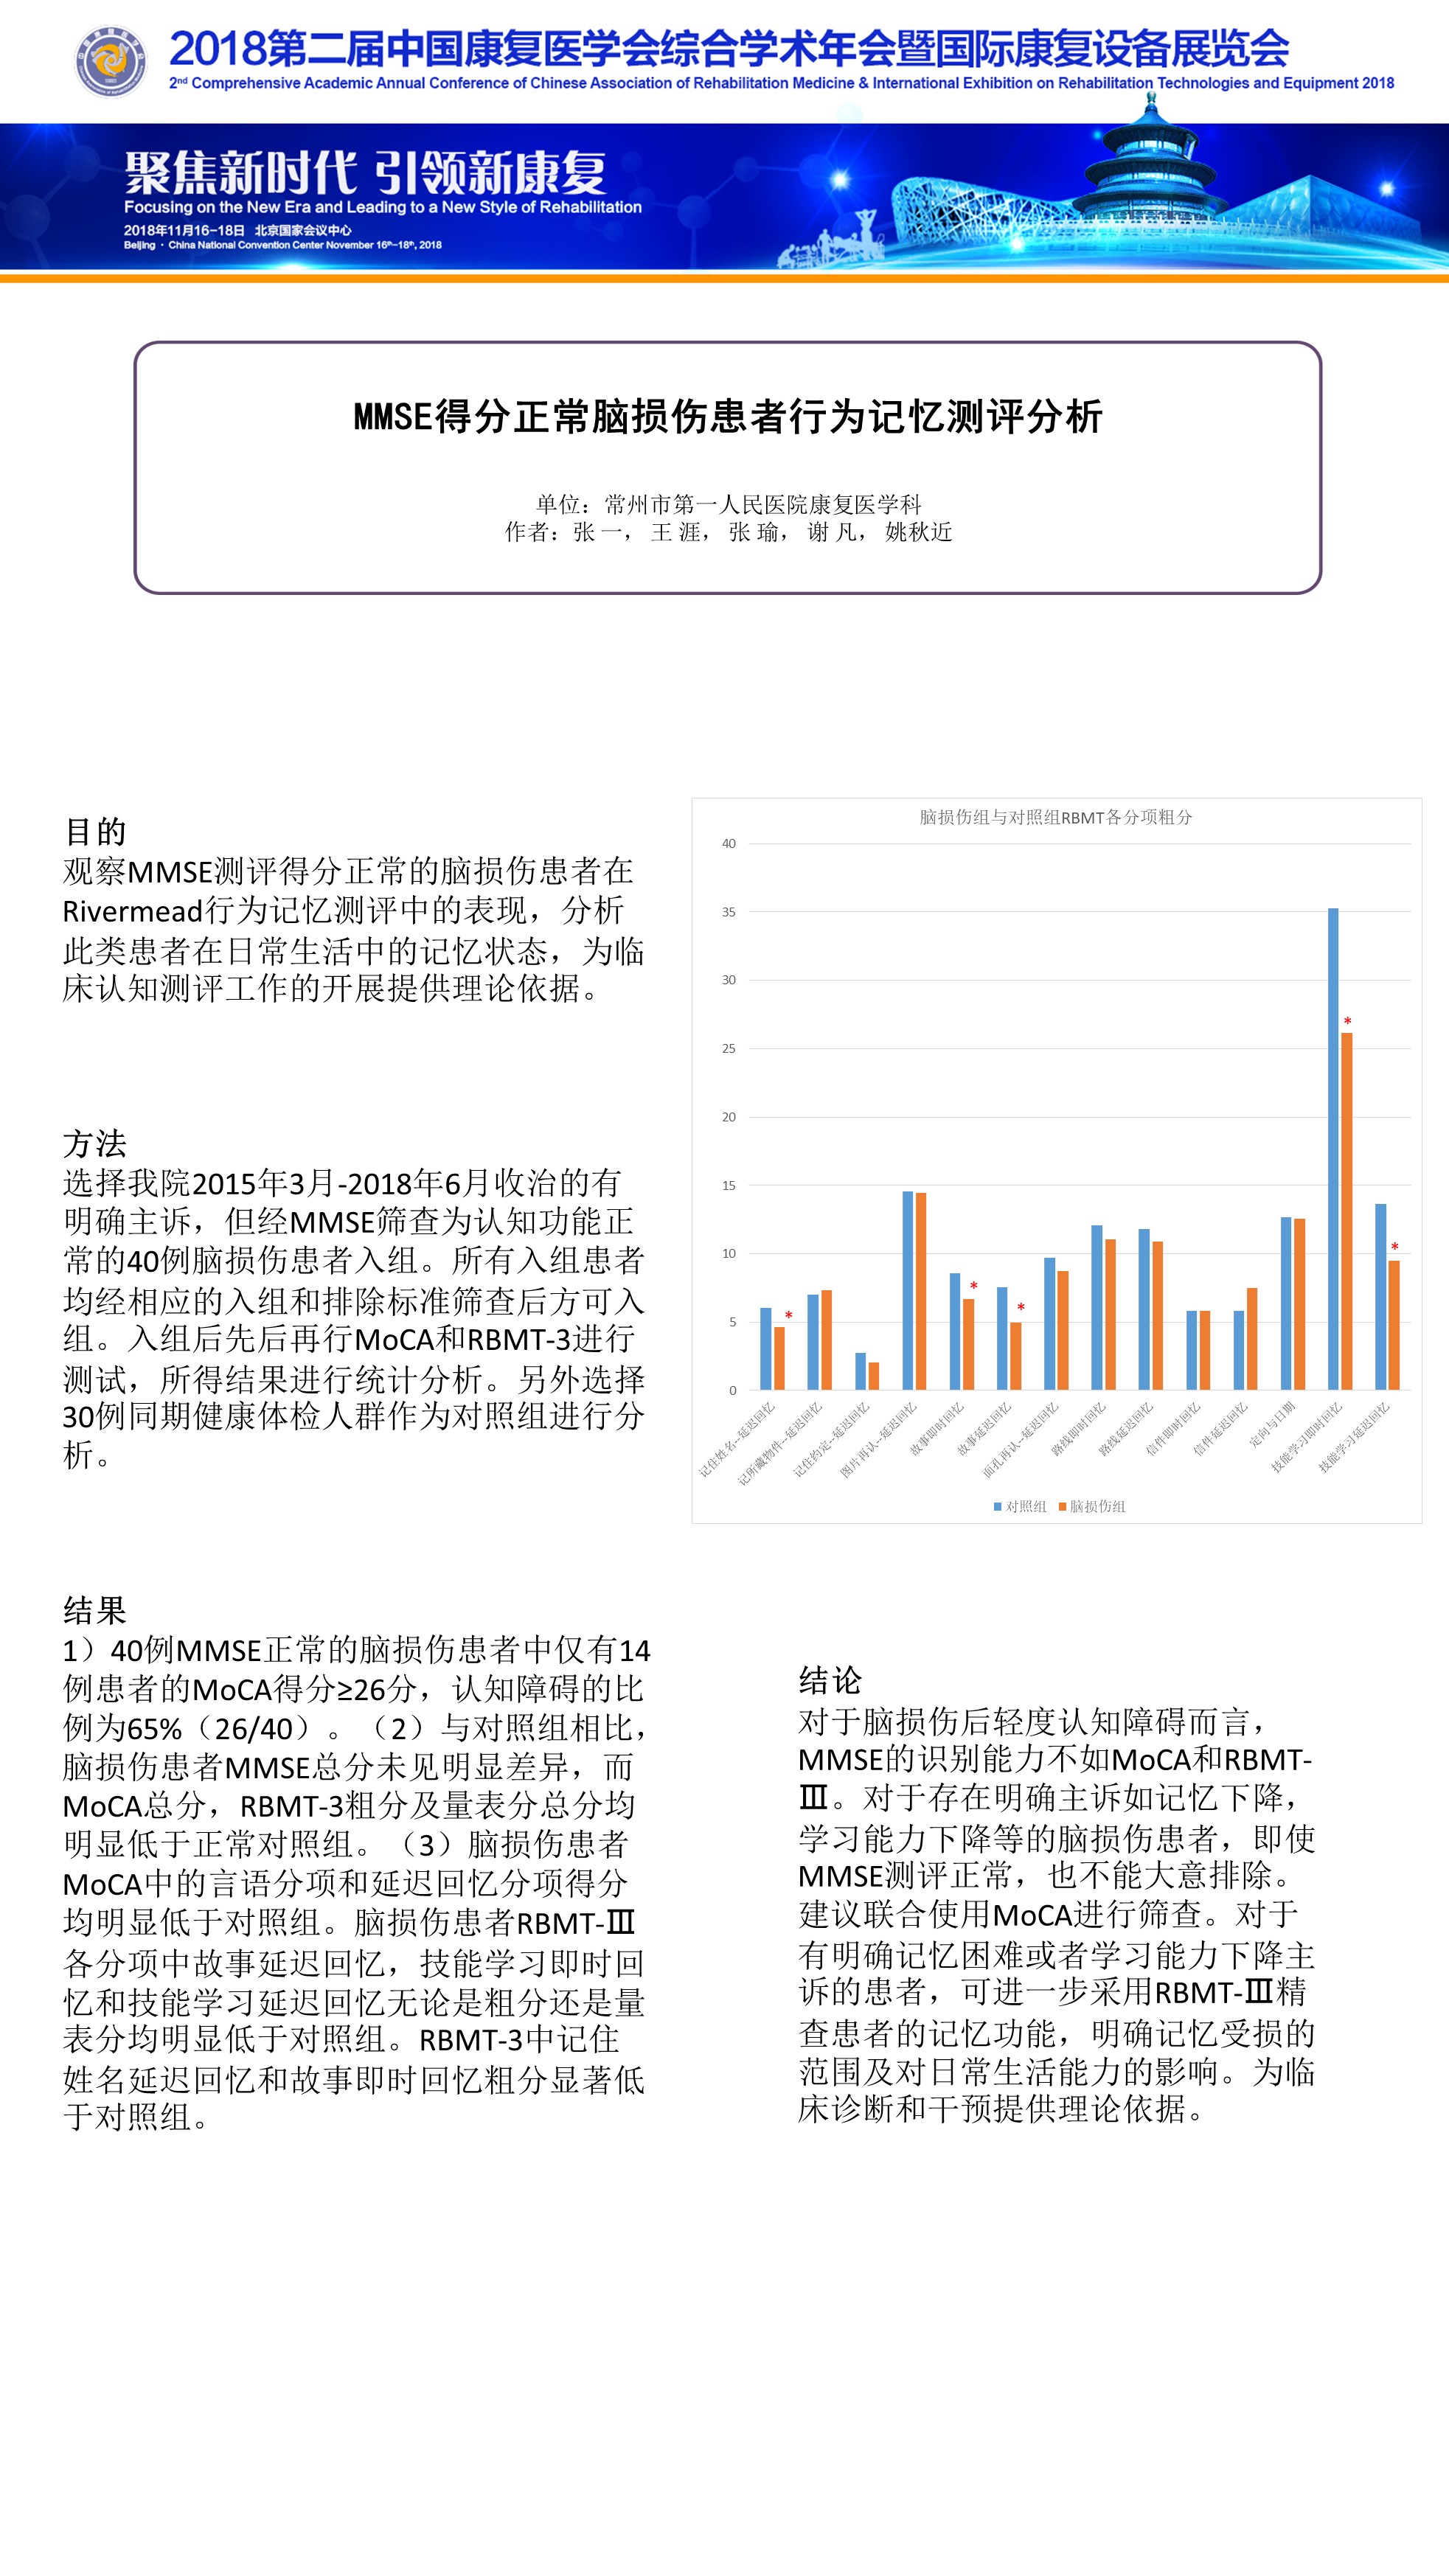 2018第二届中国康复医学会综合学术年会暨国际康复设备展览会
2nd Comprehensive Academic Annual Conference of Chinese Association of Rehabilitation Medicine & International Exhibition on Rehabilitation Technologies and Equipment 2018
聚焦新时代 引领新康复
Focusing on the New Era and Leading to a New Style of Rehabilitation
2018年11月16-18日 北京国家会议中心
Beijing · China National Convention Center November 16th-18th, 2018
MMSE得分正常脑损伤患者行为记忆测评分析
单位：常州市第一人民医院康复医学科
作者：张 一， 王 涯， 张 瑜， 谢 凡， 姚秋近
目的
观察MMSE测评得分正常的脑损伤患者在
Rivermead行为记忆测评中的表现，分析
此类患者在日常生活中的记忆状态，为临
床认知测评工作的开展提供理论依据。
方法
选择我院2015年3月-2018年6月收治的有
明确主诉，但经MMSE筛查为认知功能正
常的40例脑损伤患者入组。所有入组患者
均经相应的入组和排除标准筛查后方可入
组。入组后先后再行MoCA和RBMT-3进行
测试，所得结果进行统计分析。另外选择
30例同期健康体检人群作为对照组进行分
析。
脑损伤组与对照组RBMT各分项粗分
40
35
30
25
20
15
10
5
0
*
*
*
*
*
记住姓名--延迟回忆
记所藏物件--延迟回忆
记住约定--延迟回忆
图片再认--延迟回忆
故事即时回忆
故事延迟回忆
面孔再认--延迟回忆
路线即时回忆
路线延迟回忆
信件即时回忆
信件延迟回忆
定向与日期
技能学习即时回忆
技能学习延迟回忆
对照组 脑损伤组
结果
1）40例MMSE正常的脑损伤患者中仅有14
例患者的MoCA得分≥26分，认知障碍的比
例为65%（26/40）。（2）与对照组相比，
脑损伤患者MMSE总分未见明显差异，而
MoCA总分，RBMT-3粗分及量表分总分均
明显低于正常对照组。（3）脑损伤患者
MoCA中的言语分项和延迟回忆分项得分
均明显低于对照组。脑损伤患者RBMT-Ⅲ
各分项中故事延迟回忆，技能学习即时回
忆和技能学习延迟回忆无论是粗分还是量
表分均明显低于对照组。RBMT-3中记住
姓名延迟回忆和故事即时回忆粗分显著低
于对照组。
结论
对于脑损伤后轻度认知障碍而言，
MMSE的识别能力不如MoCA和RBMT-
Ⅲ。对于存在明确主诉如记忆下降，
学习能力下降等的脑损伤患者，即使
MMSE测评正常，也不能大意排除。
建议联合使用MoCA进行筛查。对于
有明确记忆困难或者学习能力下降主
诉的患者，可进一步采用RBMT-Ⅲ精
查患者的记忆功能，明确记忆受损的
范围及对日常生活能力的影响。为临
床诊断和干预提供理论依据。